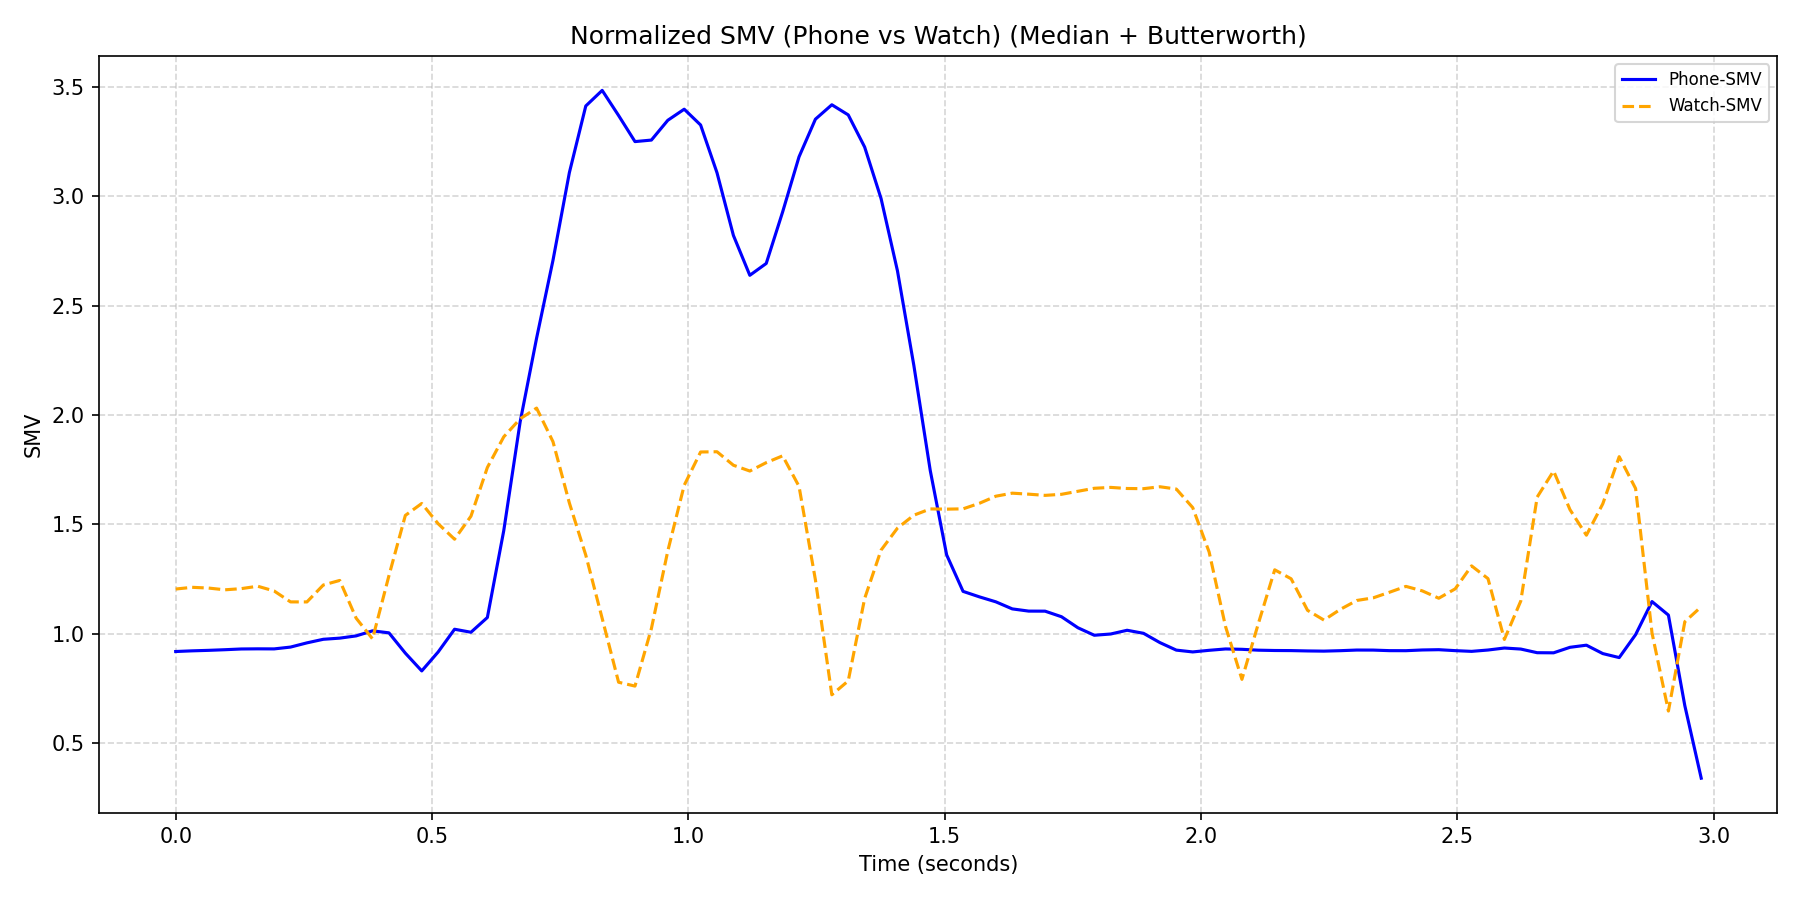 Normalized SMV (Phone vs Watch) (Median + Butterworth)
Phone-SMV
Watch-SMV
3.5
3.0
2.5
2.0
1.5
1.0
0.5
SMV
0.0 0.5 1.0 1.5 2.0 2.5 3.0
Time (seconds)